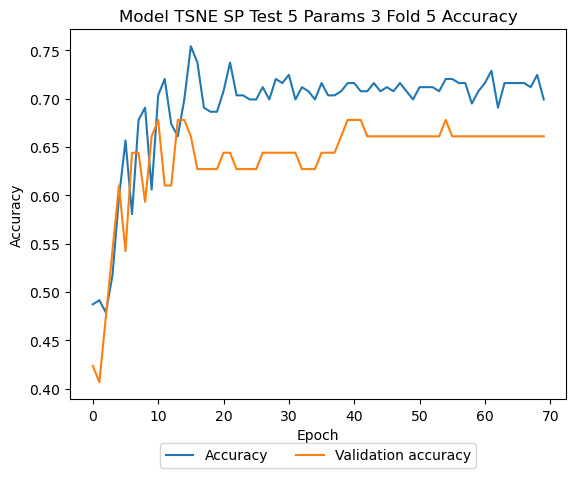 Model TSNE SP Test 5 Params 3 Fold 5 Accuracy
0.75
0.70
0.65
0.60
0.55
0.50
0.45
0.40
Accuracy
0 10 20 30 40 50 60 70
Epoch
Accuracy Validation accuracy